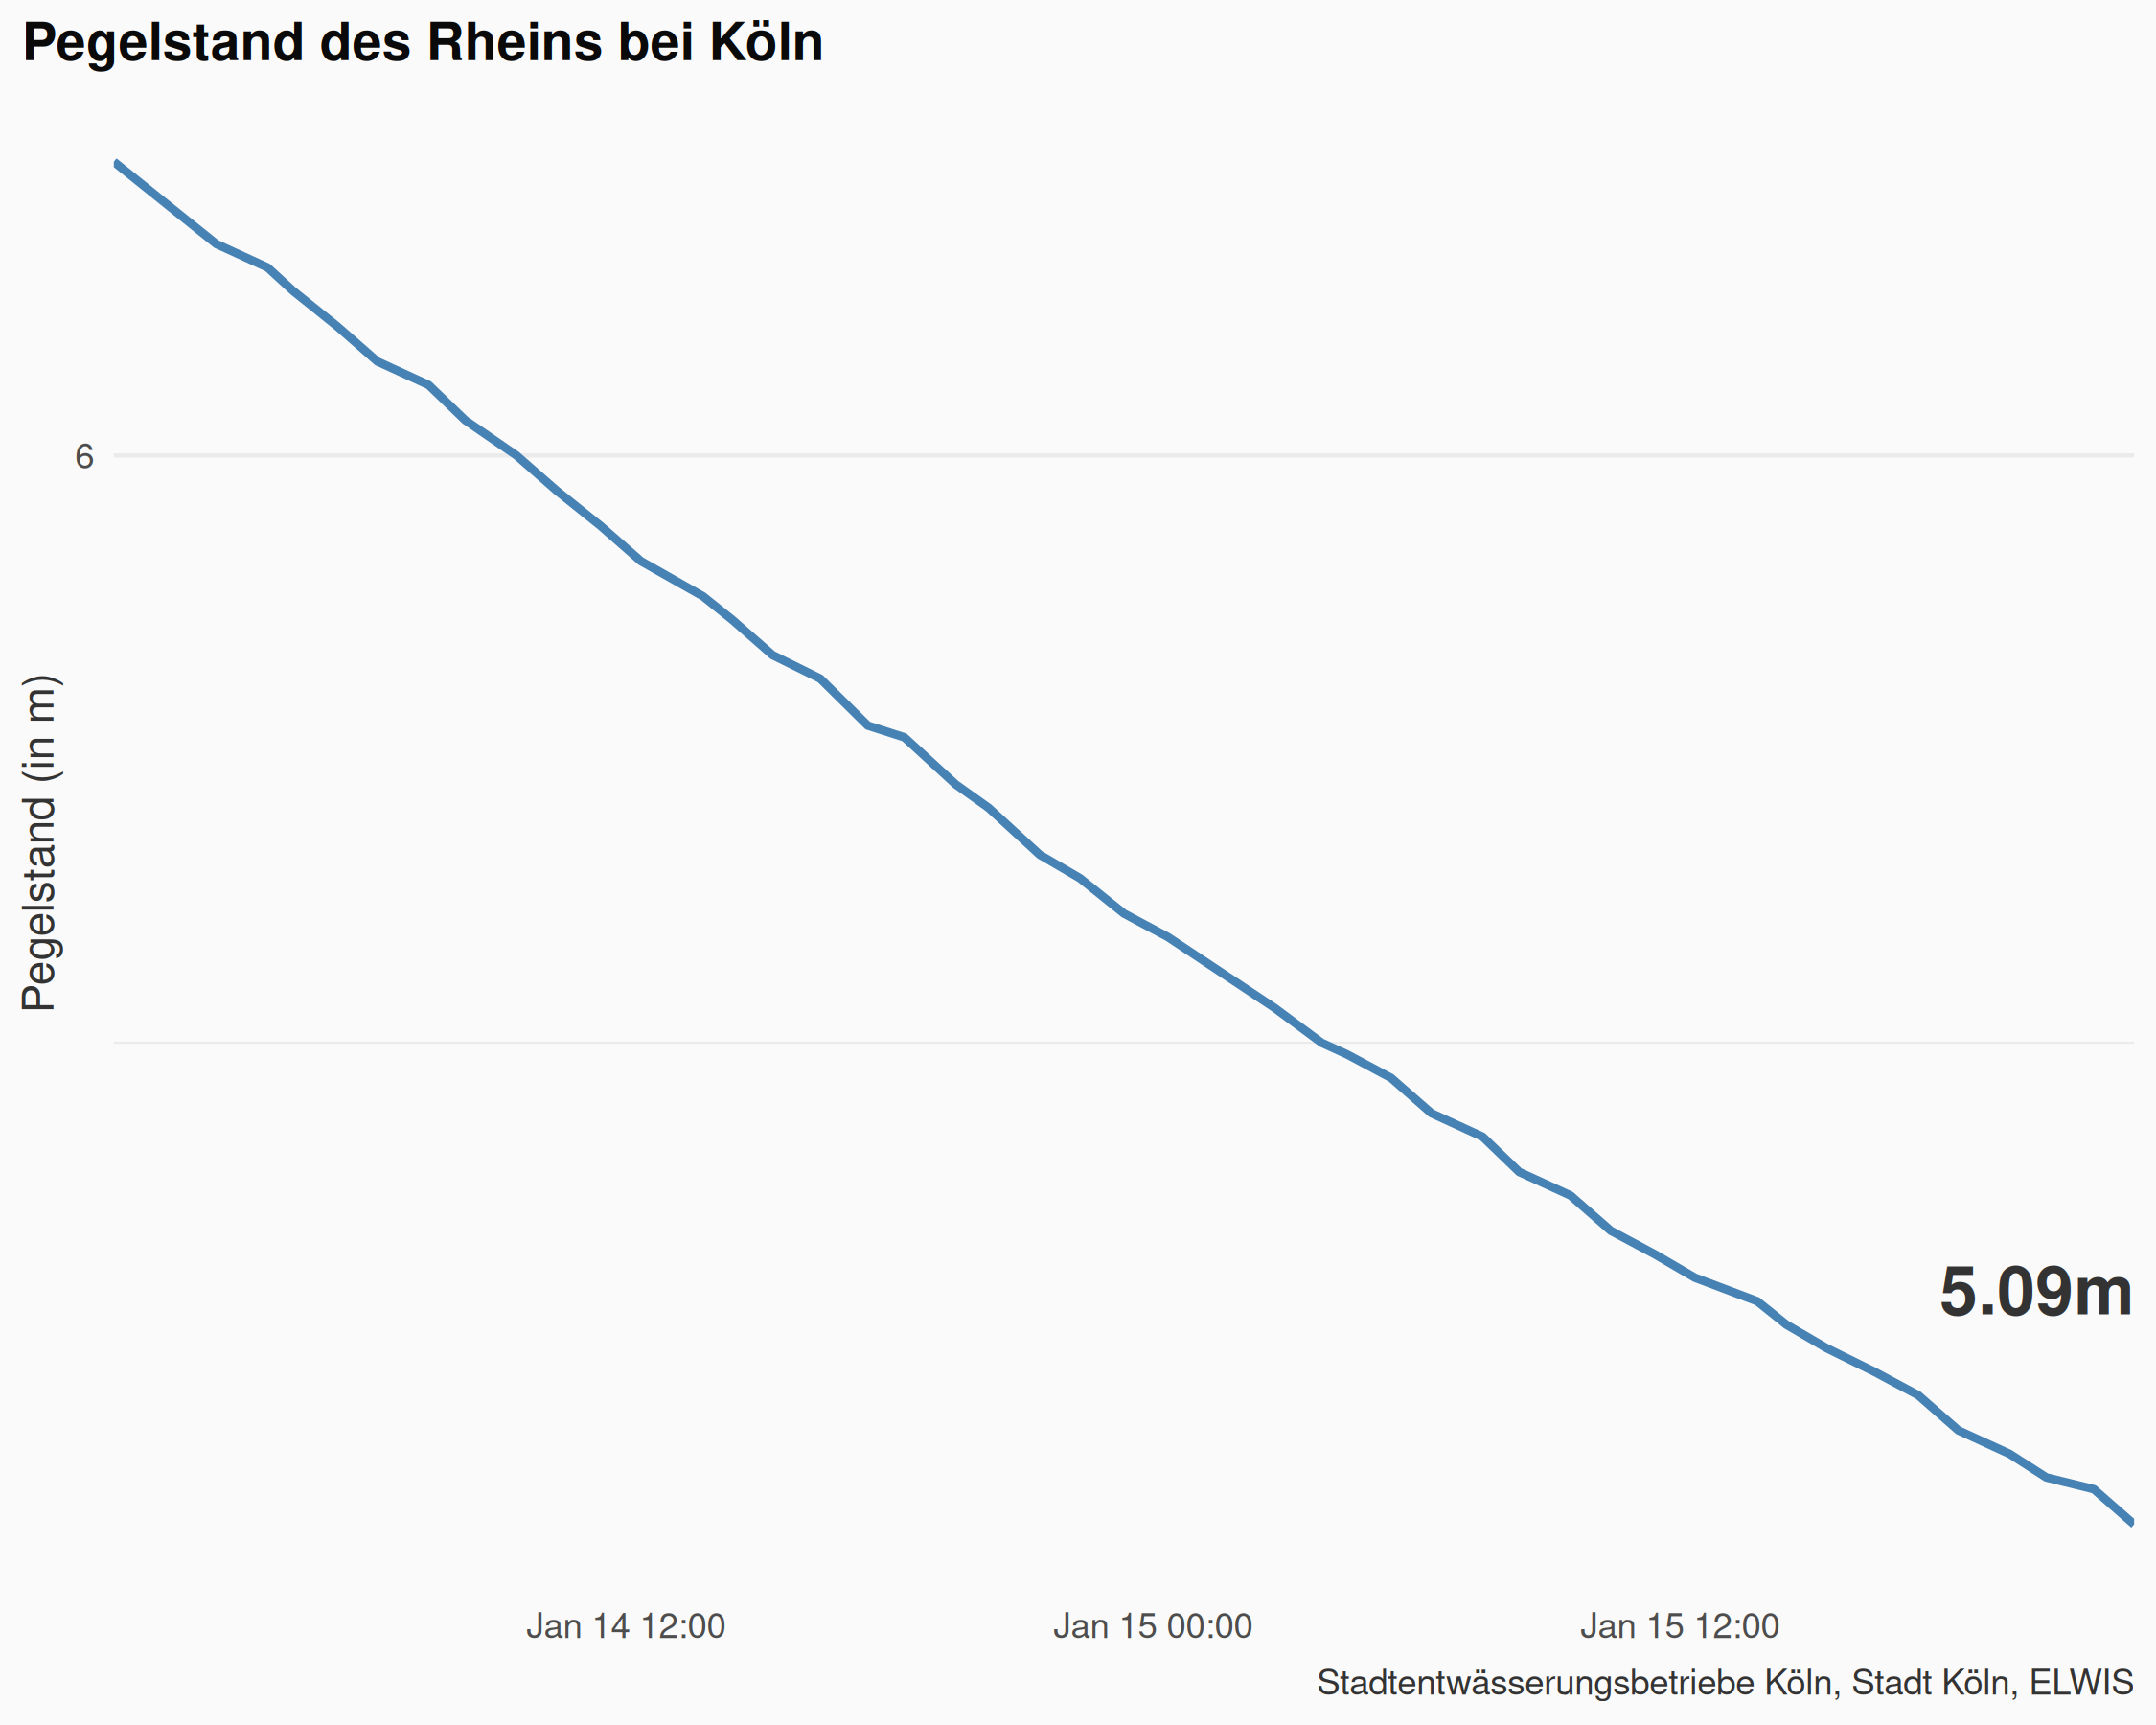 Pegelstand des Rheins bei Köln
6
Pegelstand (in m)
5.09m
Jan 14 12:00
Jan 15 00:00
Jan 15 12:00
Stadtentwässerungsbetriebe Köln, Stadt Köln, ELWIS